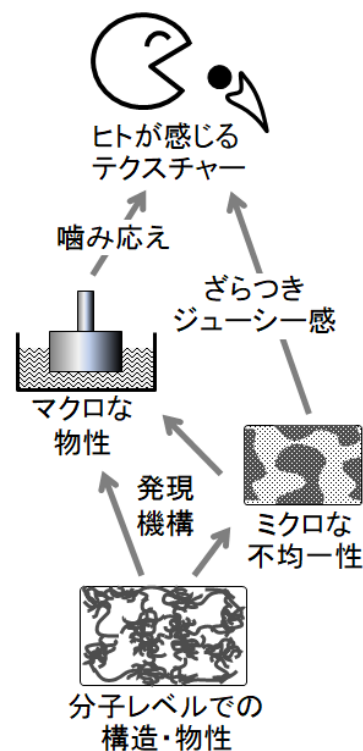 ヒトが感じる
テクスチャー
噛み応え
ざらつき
ジューシー感
マクロな
物性
発現
機構
ミクロな
不均一性
分子レベルでの
構造・物性